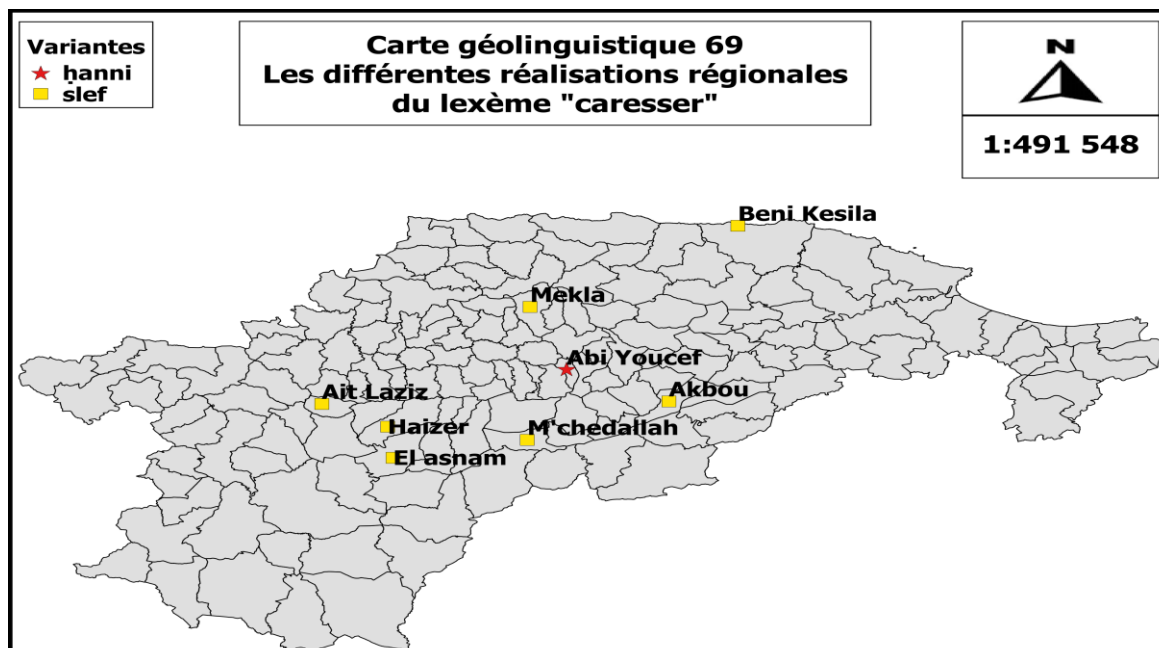 Variantes
ḥanni
slef
Carte géolinguistique 69
Les différentes réalisations régionales
du lexème "caresser"
N
1:491 548
Beni Kesila
Mekla
Abi Youcef
Ait Laziz
Akbou
Haizer
M'chedallah
El asnam